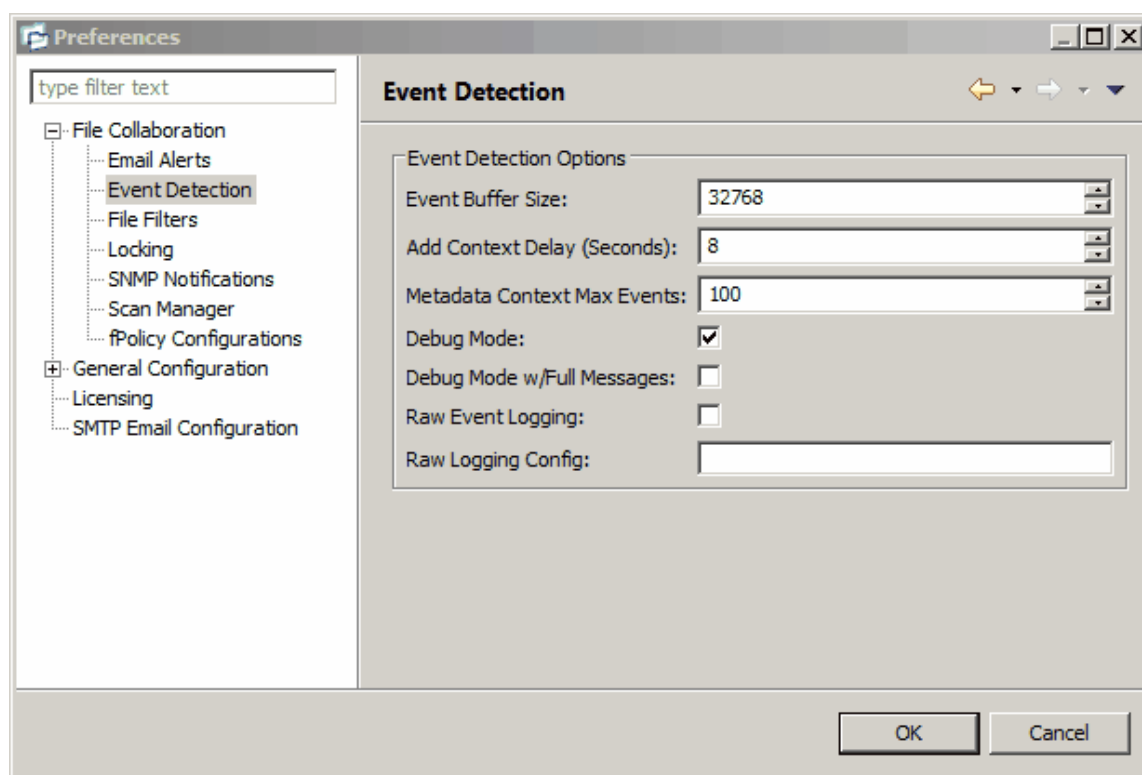 Preferences
type filter text
File Collaboration
Email Alerts
Event Detection
File Filters
Locking
SNMP Notifications
Scan Manager
fPolicy Configurations
General Configuration
Licensing
SMTP Email Configuration
Event Detection
Event Detection Options
Event Buffer Size: 32768
Add Context Delay (Seconds): 8
Metadata Context Max Events: 100
Debug Mode:
Debug Mode w/Full Messages:
Raw Event Logging:
Raw Logging Config:
OK Cancel